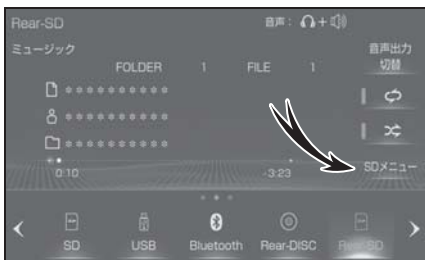 Rear-SD
音声:
ミュージック
音声出力
切替
FOLDER 1 FILE 1
**********
**********
**********
0:10
-3:23
SDメニュー
SD
USB
Bluetooth
Rear-DISC
Rear-SD